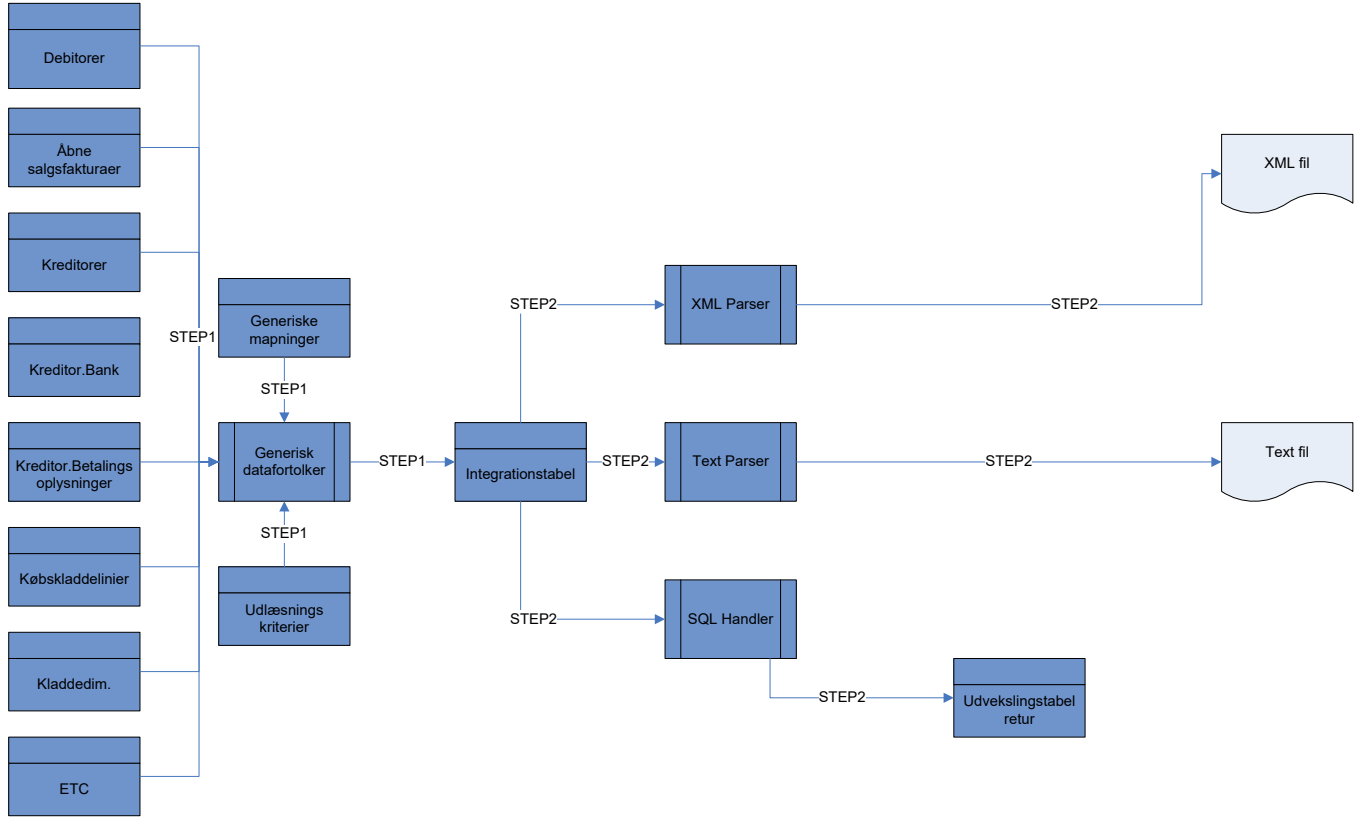 Debitorer
Åbne
salgsfakturaer
Kreditorer
Kreditor.Bank
Kreditor.Betalings
oplysninger
Købskladdelinier
Kladdedim.
ETC
STEP1
Generiske
mapninger
STEP1
Generisk
datafortolker
STEP1
Udlæsnings
kriterier
STEP1
Integrationstabel
STEP2
XML Parser
STEP2
XML fil
STEP2
Text Parser
STEP2
Text fil
STEP2
SQL Handler
STEP2
Udvekslingstabel
retur